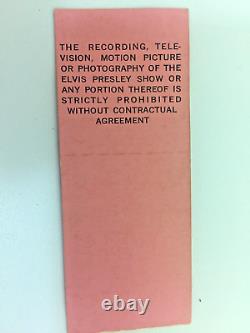 THE RECORDING, TELE-
VISION, MOTION PICTURE
OR PHOTOGRAPHY OF THE
ELVIS PRESLEY SHOW OR
ANY PORTION THEREOF IS
STRICTLY PROHIBITED
WITHOUT CONTRACTUAL
AGREEMENT
ebay